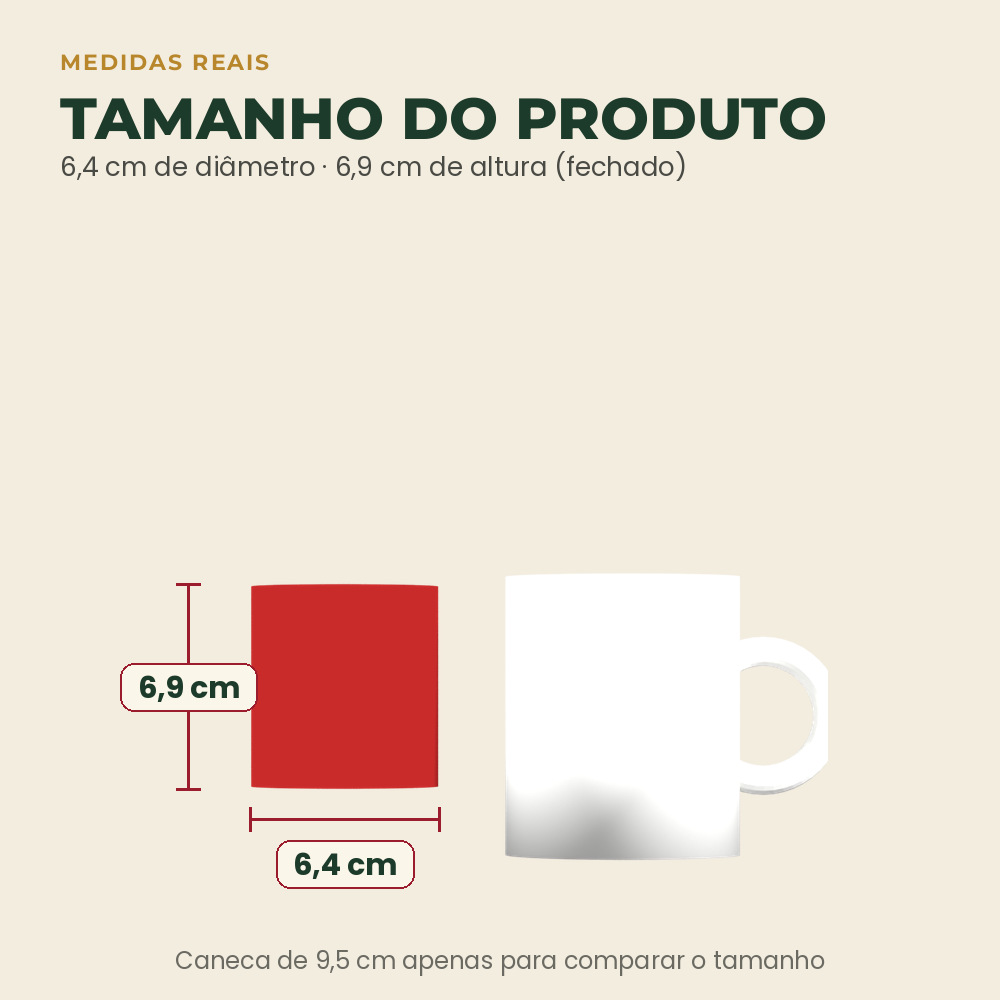 MEDIDAS REAIS
TAMANHO DO PRODUTO
6,4 cm de diâmetro · 6,9 cm de altura (fechado)
6,9 cm
6,4 cm
Caneca de 9,5 cm apenas para comparar o tamanho